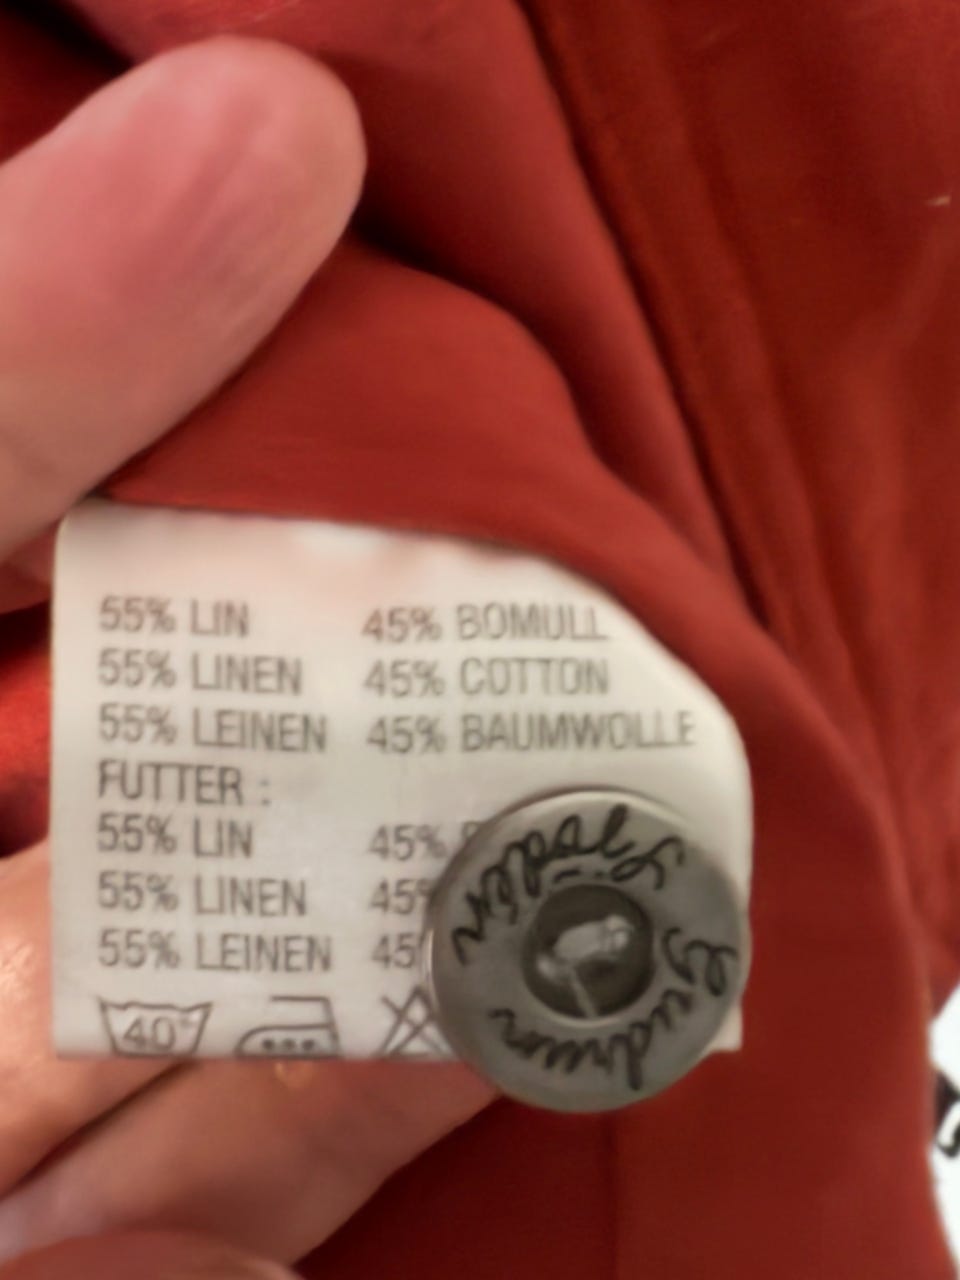 55% LIN 45% BOMULL
55% LINEN 45% COTTON
55% LEINEN 45% BAUMWOLLE
FUTTER :
55% LIN 45%
55% LINEN 45%
55% LEINEN 45
40°
Gudrun
Sjödén